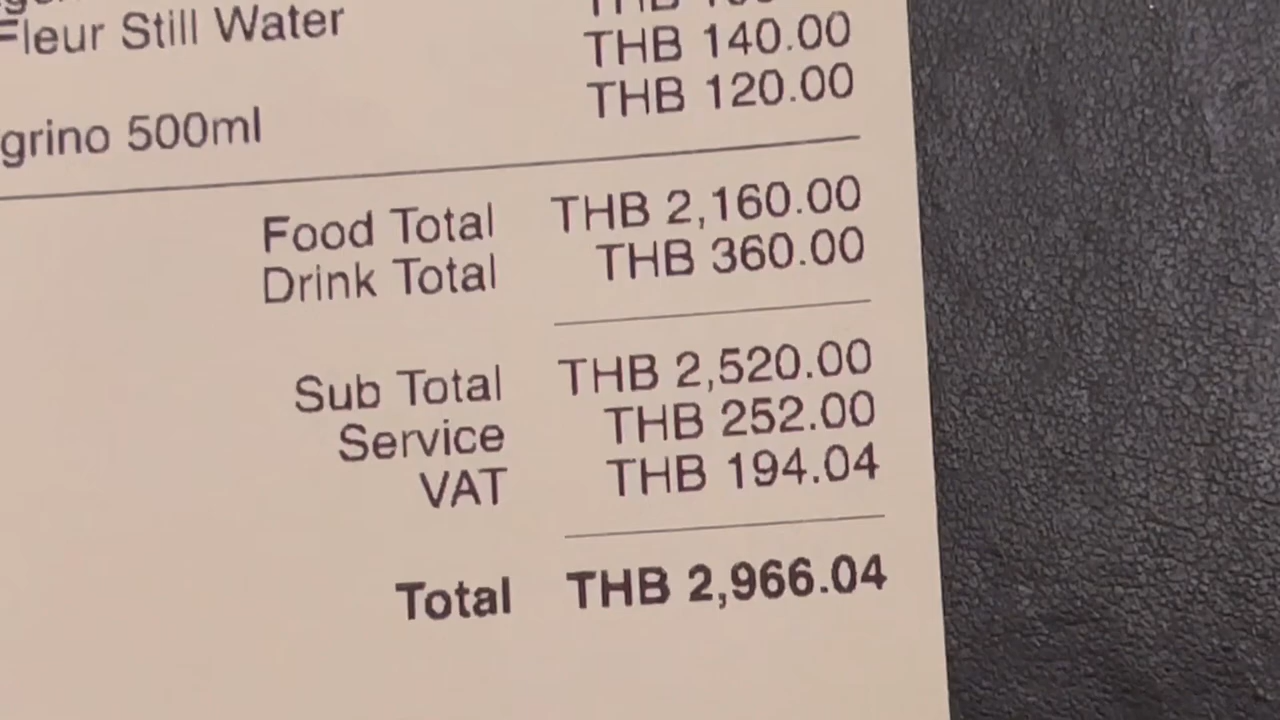 Fleur Still Water THB 140.00
THB 120.00
grino 500ml
Food Total THB 2,160.00
Drink Total THB 360.00
Sub Total THB 2,520.00
Service THB 252.00
VAT THB 194.04
Total THB 2,966.04